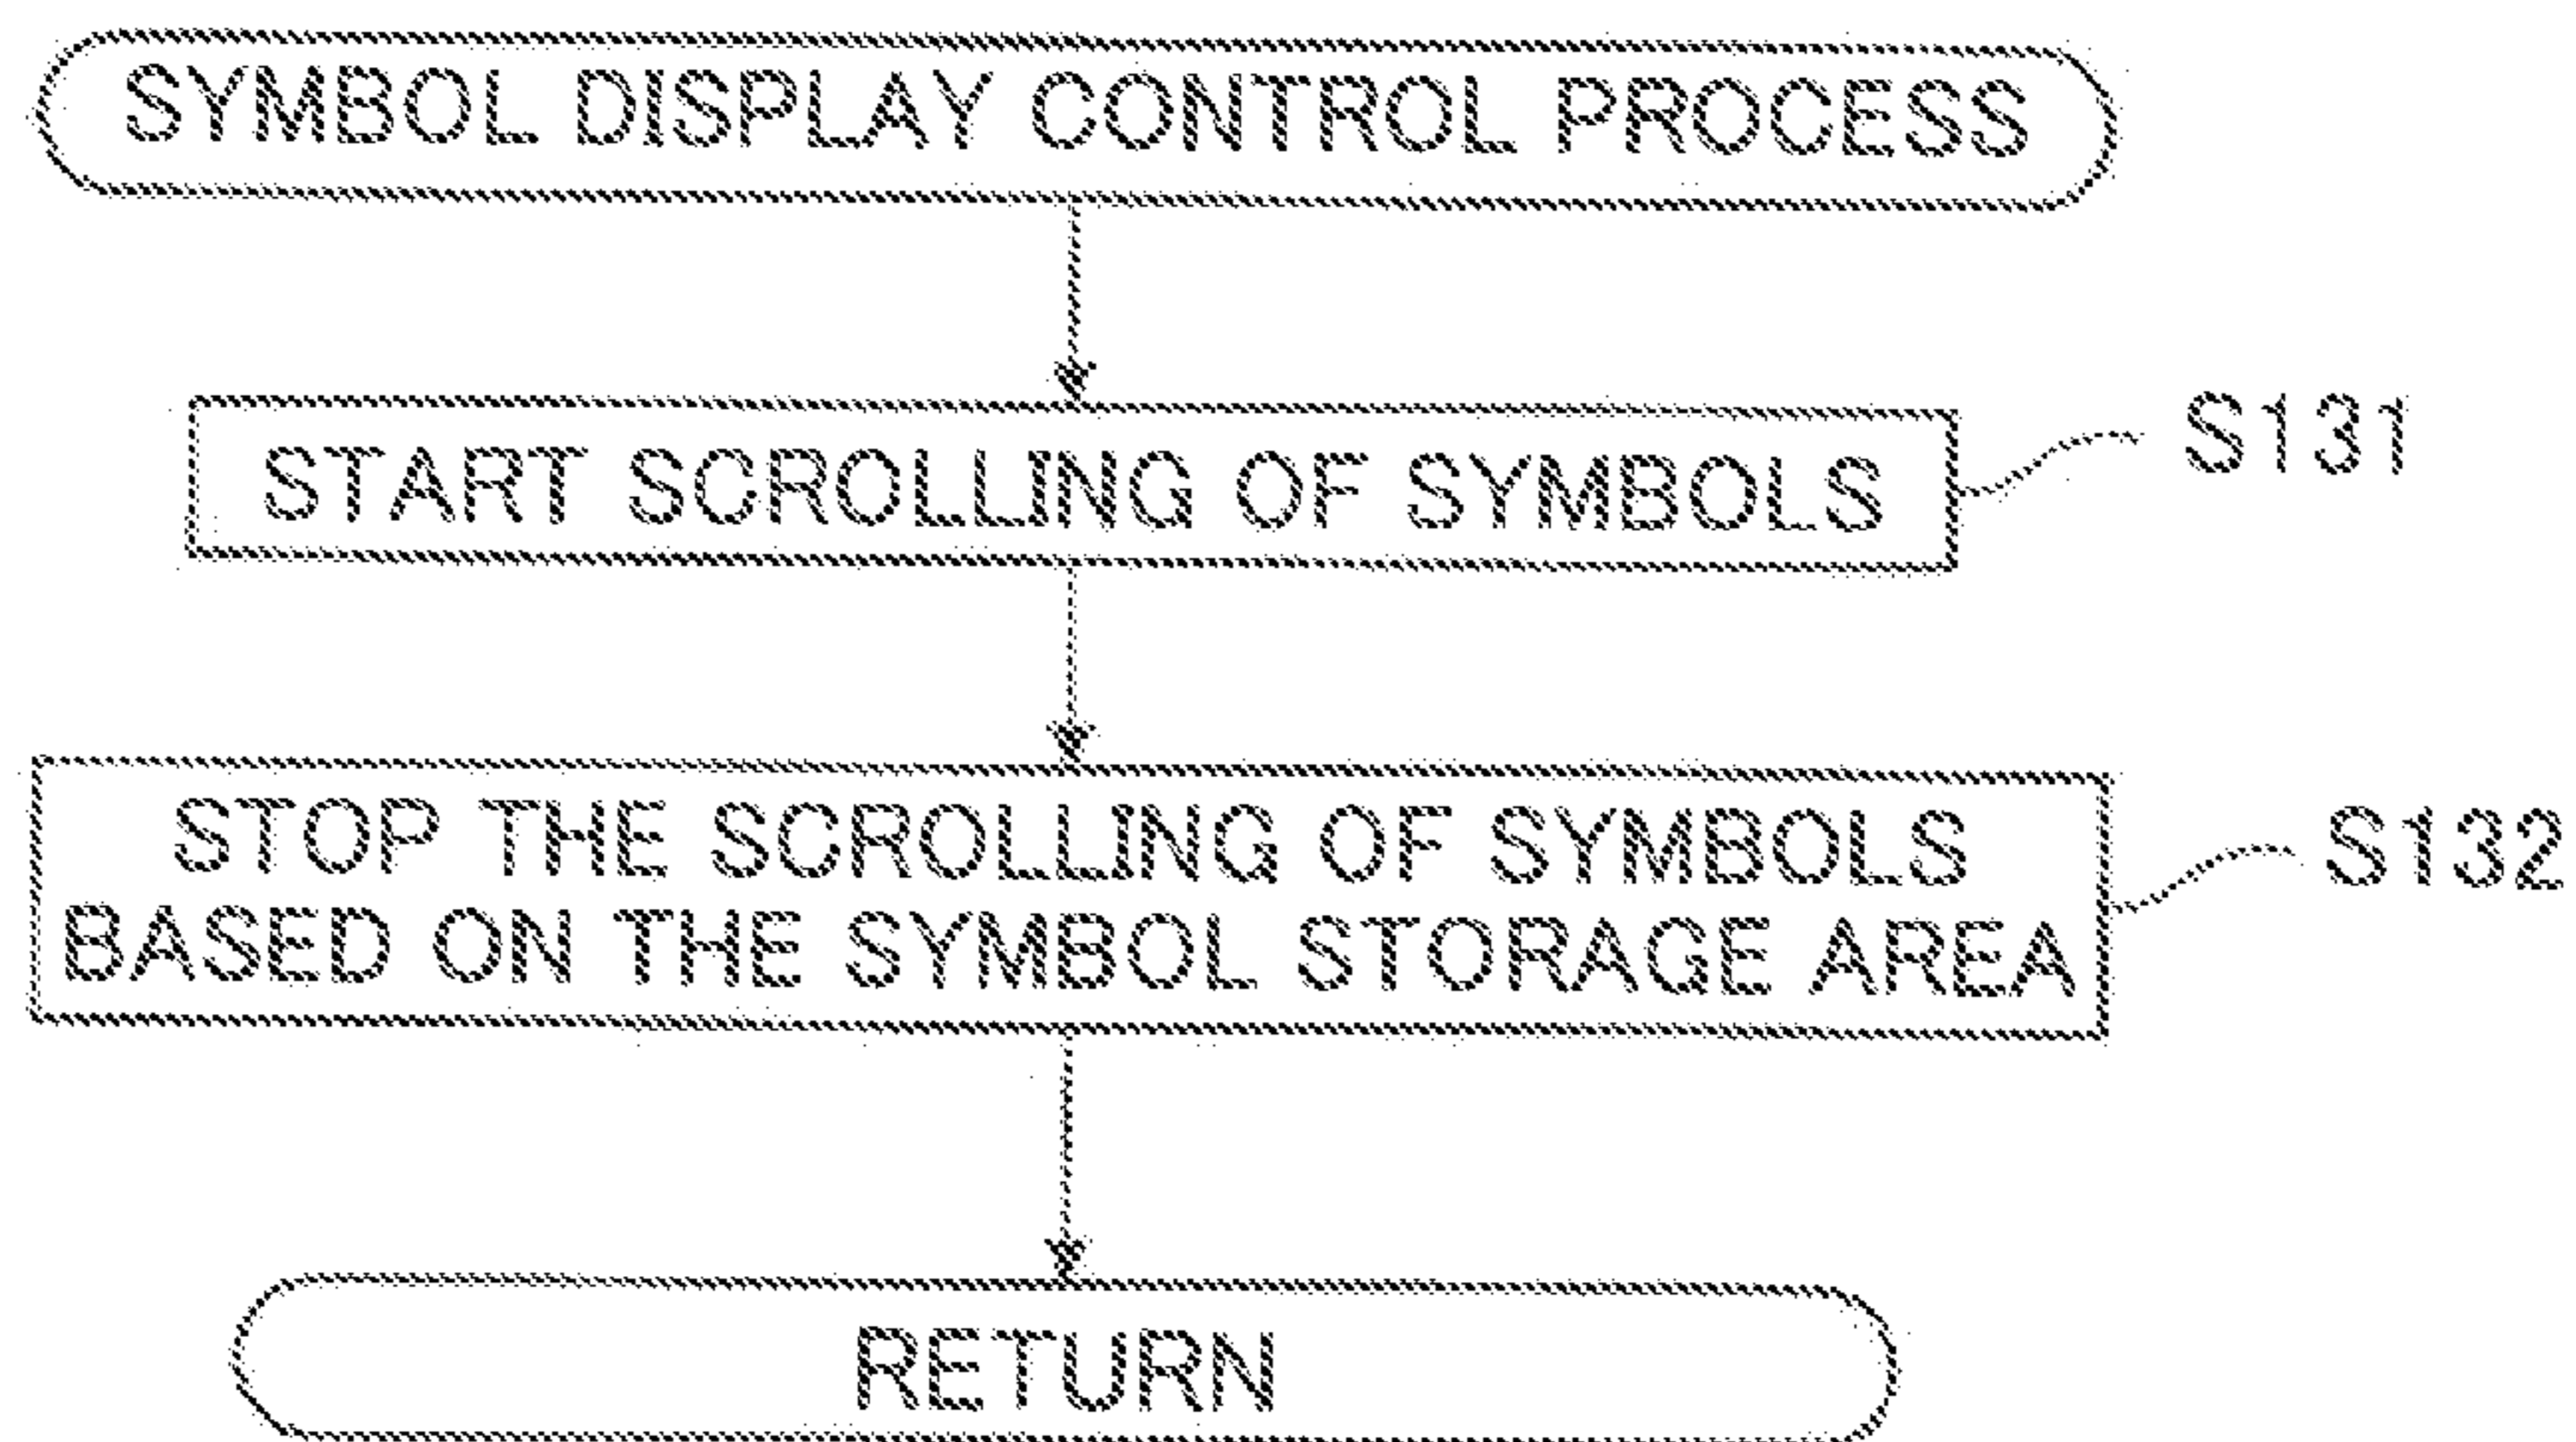 SYMBOL DISPLAY CONTROL PROCESS
START SCROLLING OF SYMBOLS
S131
STOP THE SCROLLING OF SYMBOLS
BASED ON THE SYMBOL STORAGE AREA
S132
RETURN